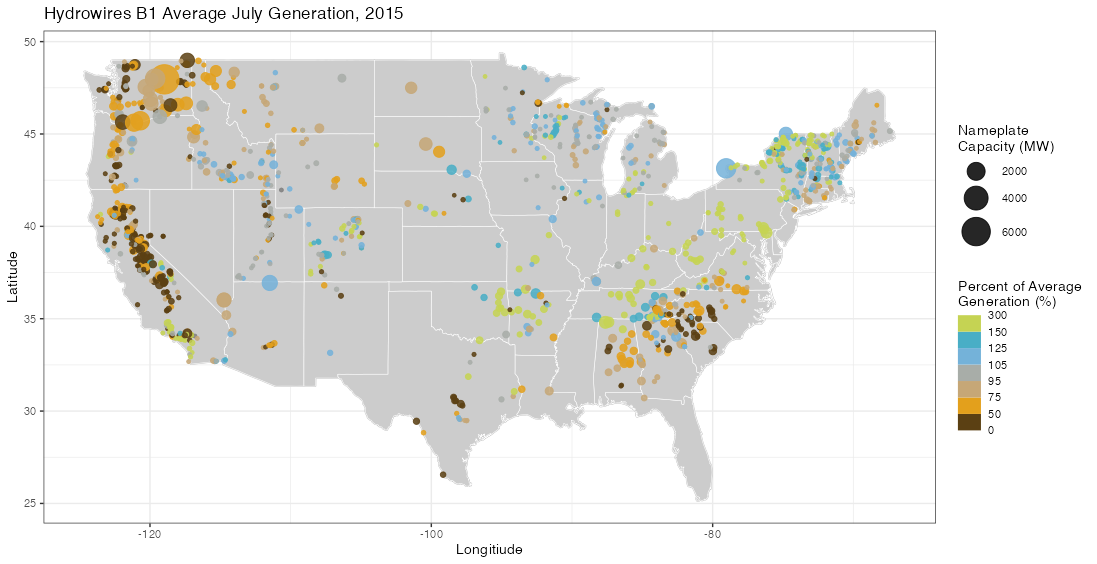 Hydrowires B1 Average July Generation, 2015
50
45
40
35
30
25
Latitude
-120
-100
-80
Longitiude
Nameplate
Capacity (MW)
2000
4000
6000
Percent of Average
Generation (%)
300
150
125
105
95
75
50
0